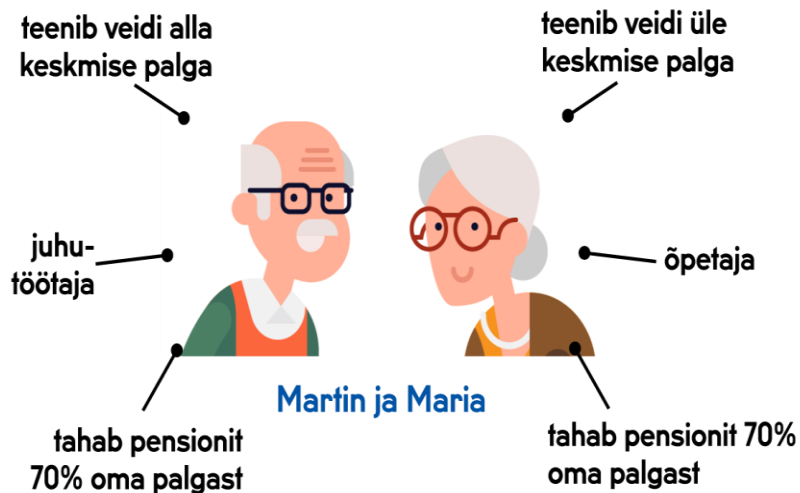 teenib veidi alla
keskmise palga
teenib veidi üle
keskmise palga
juhu-
töötaja
õpetaja
Martin ja Maria
tahab pensionit
70% oma palgast
tahab pensionit 70%
oma palgast